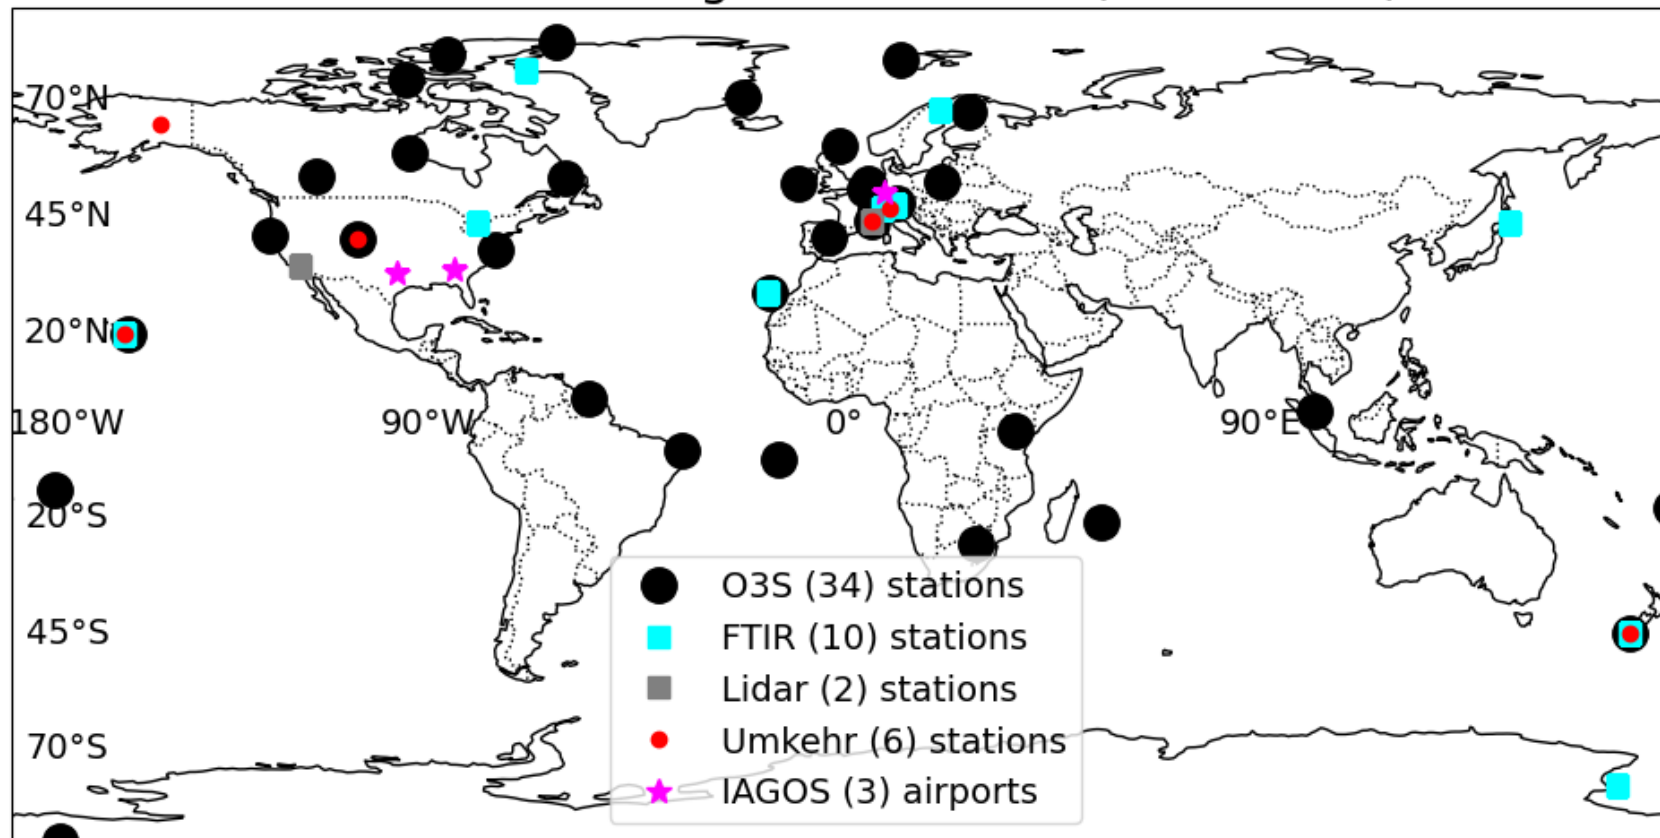 70°N
45°N
20°N
180°W 90°W 0° 90°E
20°S
45°S
70°S
O3S (34) stations
FTIR (10) stations
Lidar (2) stations
Umkehr (6) stations
IAGOS (3) airports